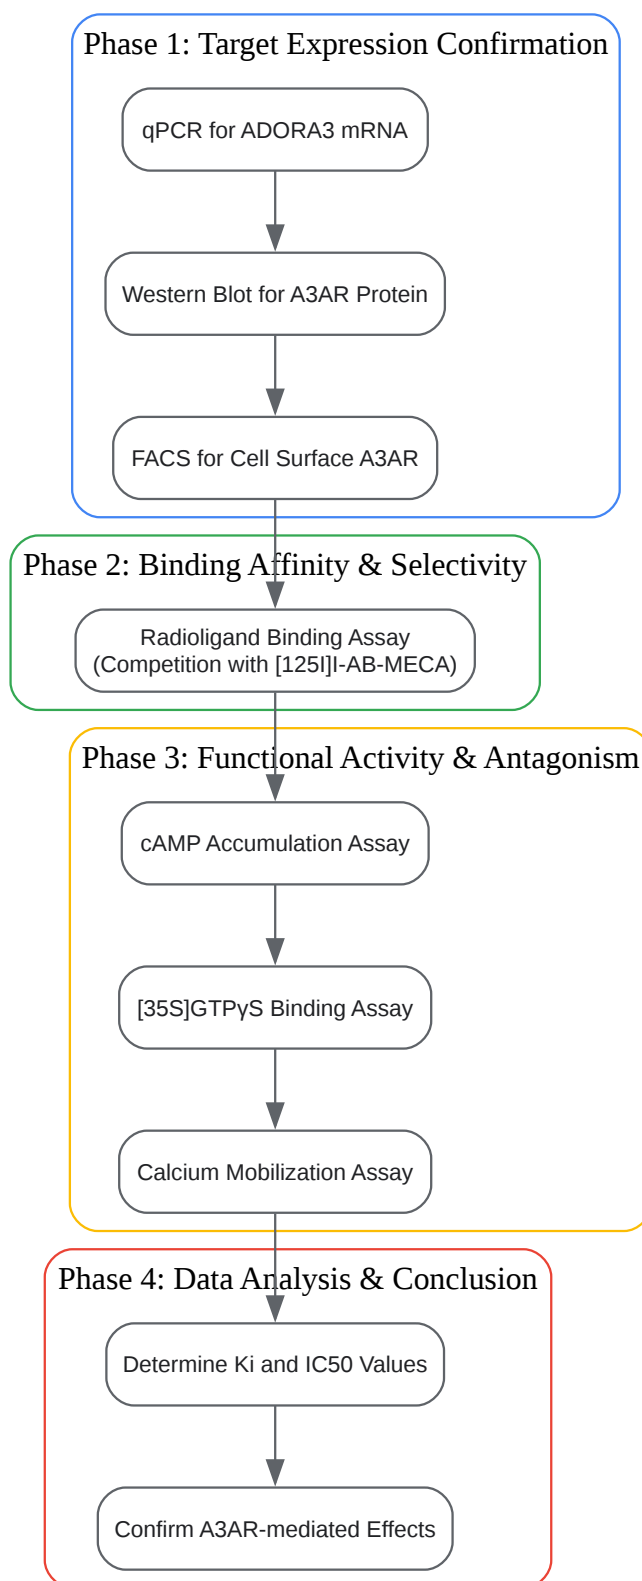 Phase 1: Target Expression Confirmation
qPCR for ADORA3 mRNA
Western Blot for A3AR Protein
FACS for Cell Surface A3AR
Phase 2: Binding Affinity & Selectivity
Radioligand Binding Assay
(Competition with [125I]I-AB-MECA)
Phase 3: Functional Activity & Antagonism
cAMP Accumulation Assay
[35S]GTPγS Binding Assay
Calcium Mobilization Assay
Phase 4: Data Analysis & Conclusion
Determine Ki and IC50 Values
Confirm A3AR-mediated Effects